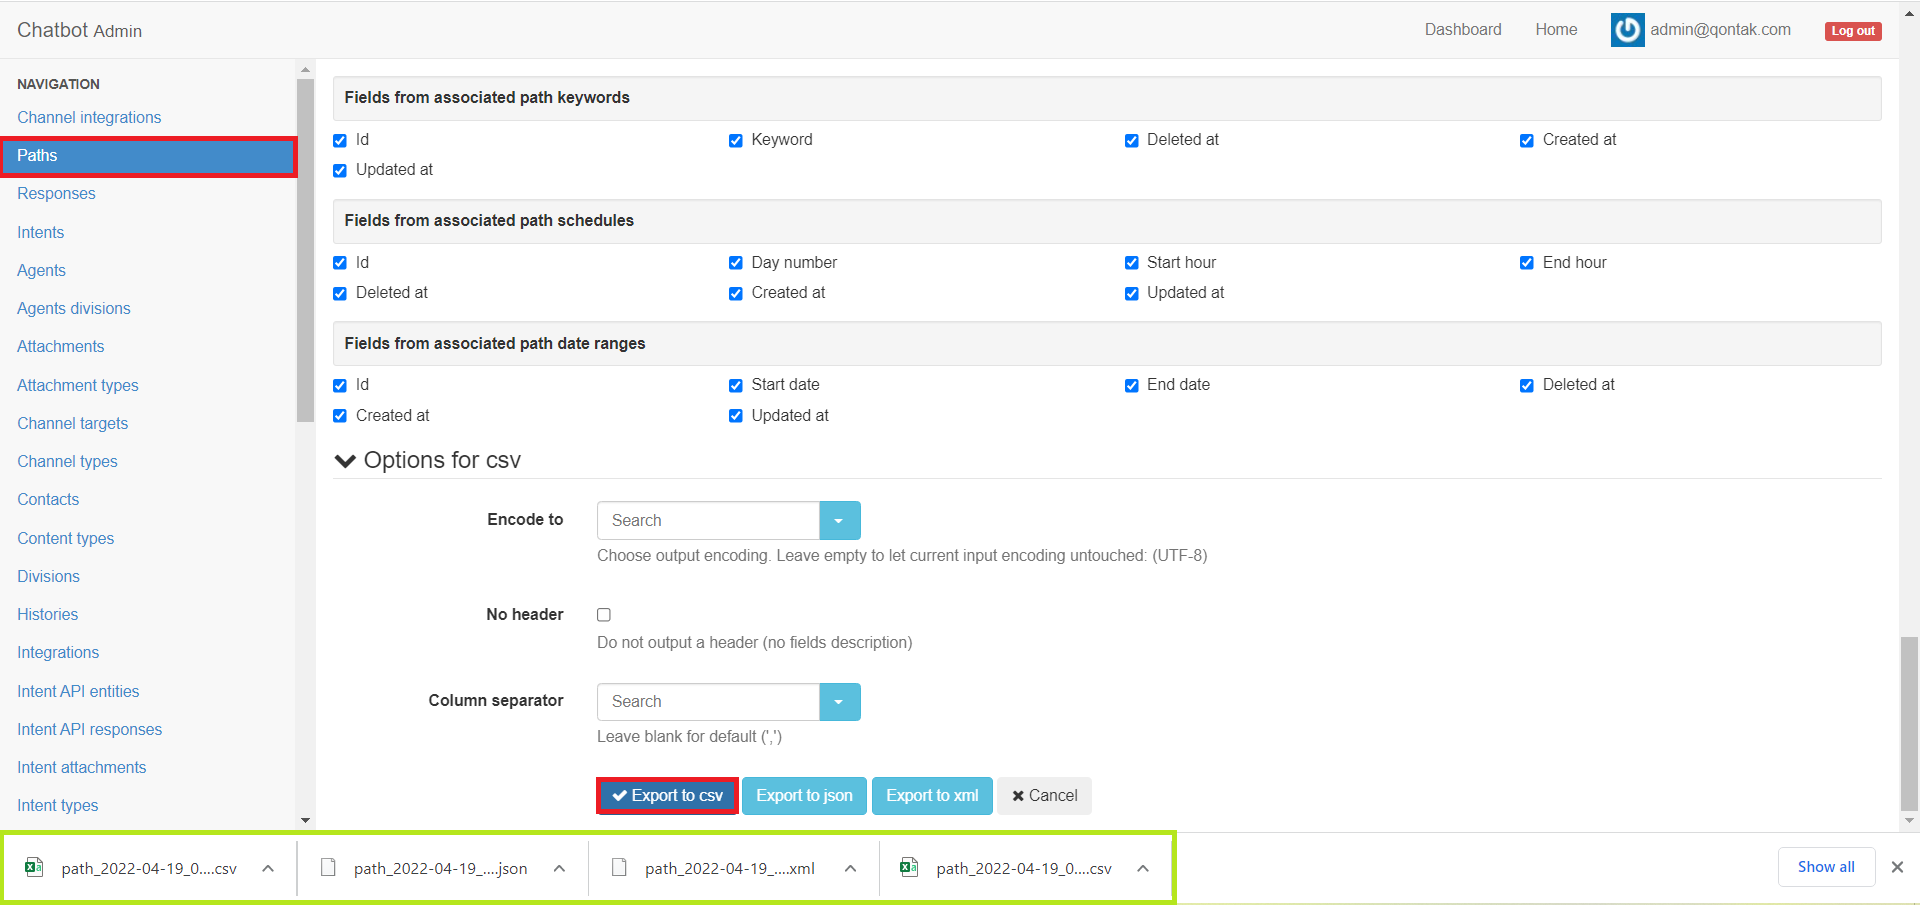 Chatbot Admin
Dashboard
Home
admin@qontak.com
Log out
NAVIGATION
Channel integrations
Paths
Responses
Intents
Agents
Agents divisions
Attachments
Attachment types
Channel targets
Channel types
Contacts
Content types
Divisions
Histories
Integrations
Intent API entities
Intent API responses
Intent attachments
Intent types
Fields from associated path keywords
Id
Keyword
Deleted at
Created at
Updated at
Fields from associated path schedules
Id
Day number
Start hour
End hour
Deleted at
Created at
Updated at
Fields from associated path date ranges
Id
Start date
End date
Deleted at
Created at
Updated at
Options for csv
Encode to
Search
Choose output encoding. Leave empty to let current input encoding untouched: (UTF-8)
No header
Do not output a header (no fields description)
Column separator
Search
Leave blank for default (',')
Export to csv
Export to json
Export to xml
Cancel
path_2022-04-19_0....csv
path_2022-04-19_....json
path_2022-04-19_....xml
path_2022-04-19_0....csv
Show all